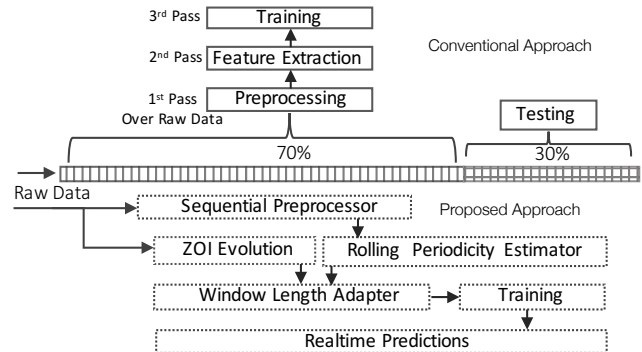 3rd Pass Training
2nd Pass Feature Extraction
Conventional Approach
1st Pass Preprocessing
Over Raw Data
Testing
70% 30%
Raw Data
Sequential Preprocessor
Proposed Approach
ZOI Evolution Rolling Periodicity Estimator
Window Length Adapter Training
Realtime Predictions